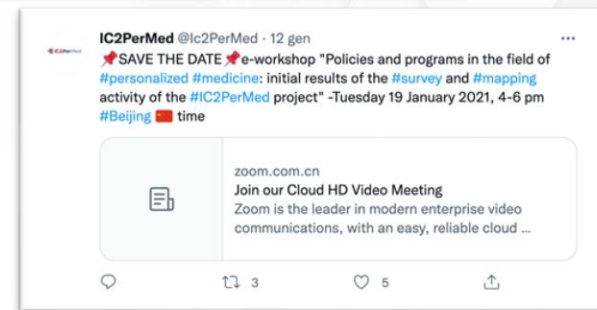 IC2PerMed
IC2PerMed @Ic2PerMed · 12 gen
📌SAVE THE DATE📌e-workshop "Policies and programs in the field of
#personalized #medicine: initial results of the #survey and #mapping
activity of the #IC2PerMed project" -Tuesday 19 January 2021, 4-6 pm
#Beijing 🇨🇳 time
zoom.com.cn
Join our Cloud HD Video Meeting
Zoom is the leader in modern enterprise video
communications, with an easy, reliable cloud ...
3
5